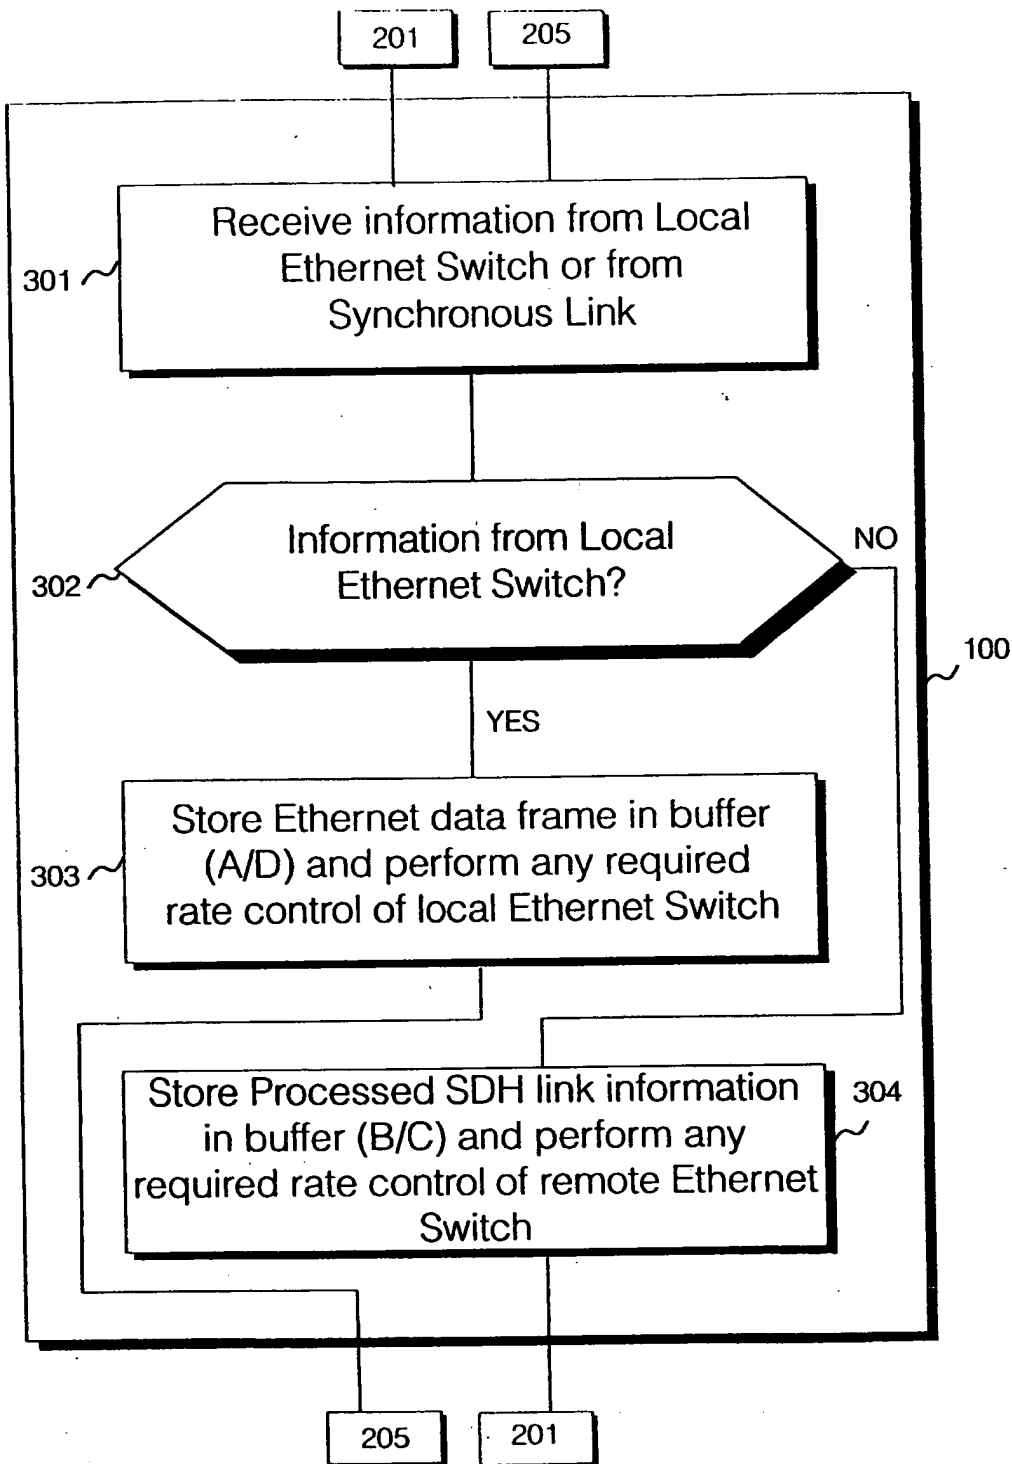 201
205
Receive information from Local
Ethernet Switch or from
Synchronous Link
301
Information from Local
Ethernet Switch?
302
NO
100
YES
Store Ethernet data frame in buffer
(A/D) and perform any required
rate control of local Ethernet Switch
303
Store Processed SDH link information
in buffer (B/C) and perform any
required rate control of remote Ethernet
Switch
304
205
201